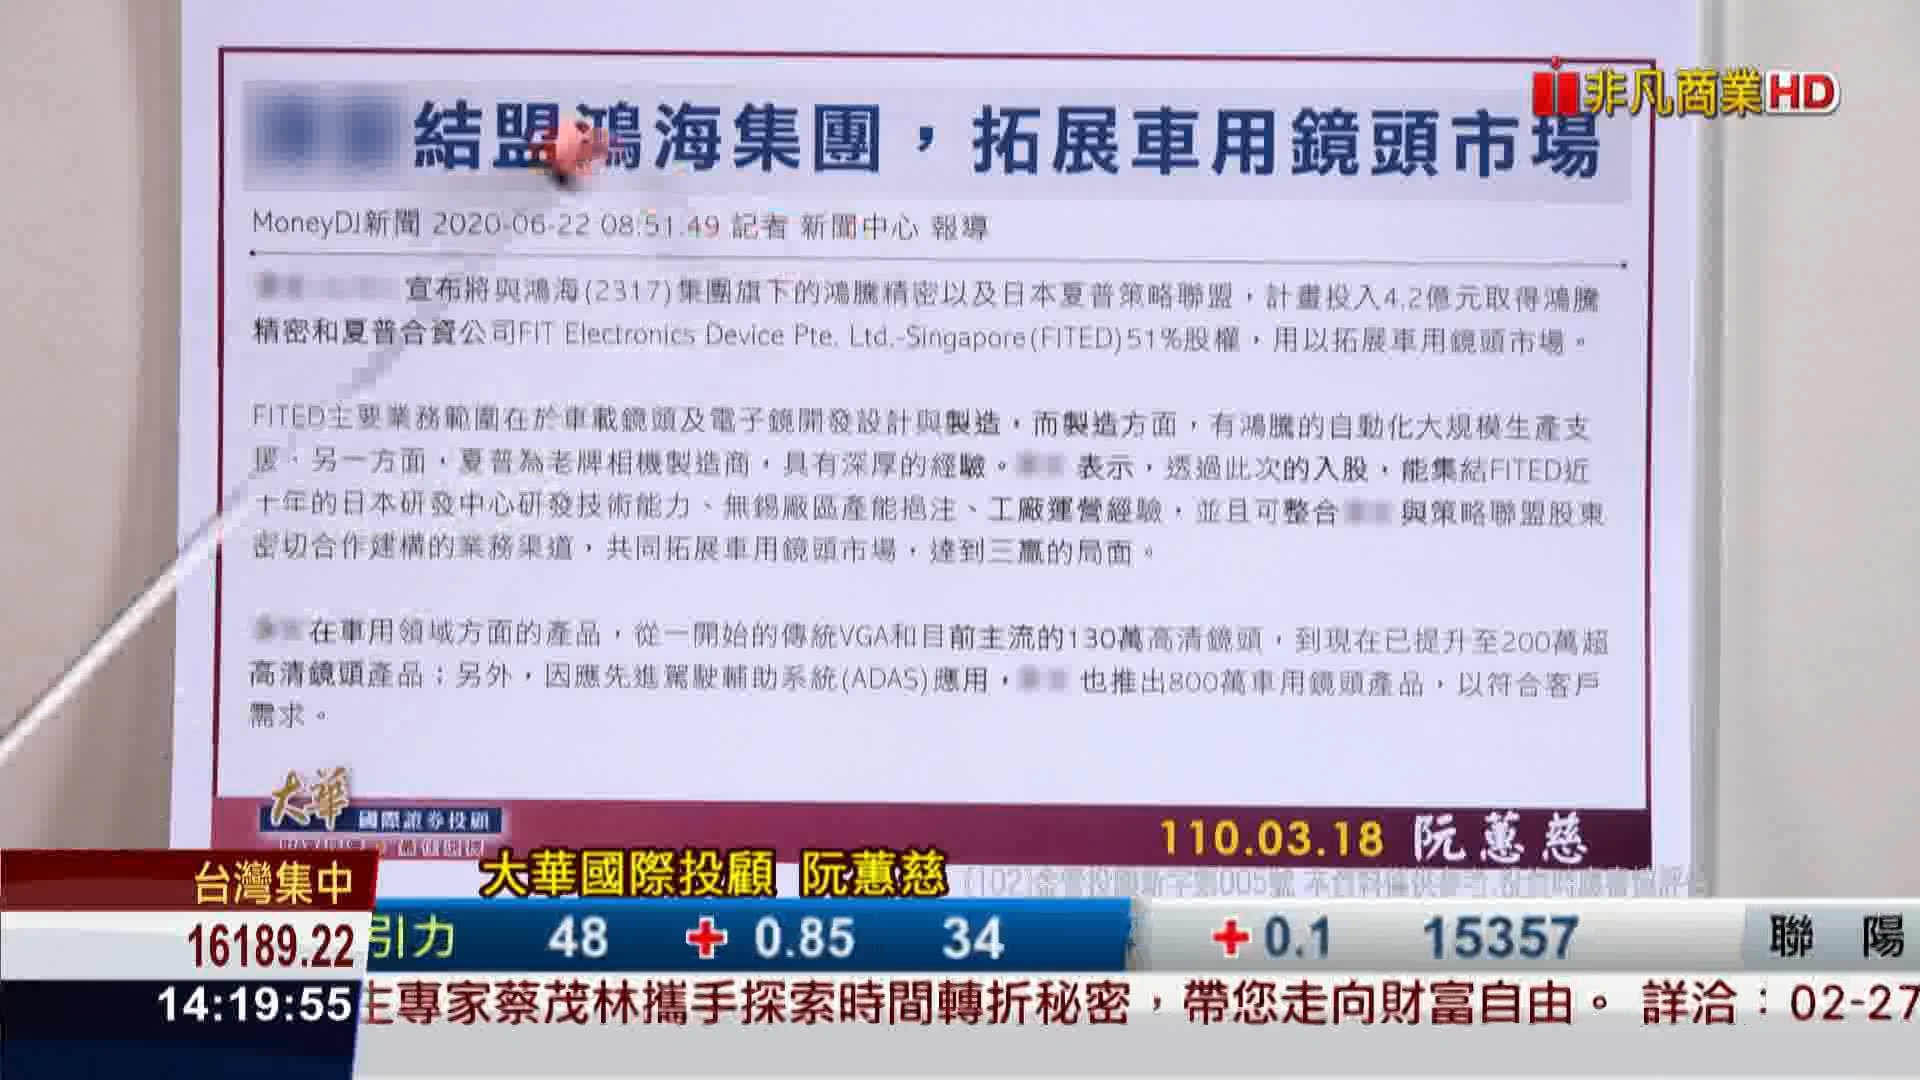 非凡商業HD
結盟鴻海集團，拓展車用鏡頭市場
MoneyDJ新聞 2020-06-22 08:51:49 記者 新聞中心 報導
宣布將與鴻海(2317)集團旗下的鴻騰精密以及日本夏普策略聯盟，計畫投入4.2億元取得鴻騰
精密和夏普合資公司FIT Electronics Device Pte. Ltd.-Singapore(FITED)51%股權，用以拓展車用鏡頭市場。
FITED主要業務範圍在於車載鏡頭及電子鏡開發設計與製造，而製造方面，有鴻騰的自動化大規模生產支
援。另一方面，夏普為老牌相機製造商，具有深厚的經驗。 表示，透過此次的入股，能集結FITED近
十年的日本研發中心研發技術能力、無錫廠區產能挹注、工廠運營經驗，並且可整合 與策略聯盟股東
密切合作建構的業務渠道，共同拓展車用鏡頭市場，達到三贏的局面。
在車用領域方面的產品，從一開始的傳統VGA和目前主流的130萬高清鏡頭，到現在已提升至200萬超
高清鏡頭產品；另外，因應先進駕駛輔助系統(ADAS)應用， 也推出800萬車用鏡頭產品，以符合客戶
需求。
大華
國際證券投顧
110.03.18 阮蕙慈
大華國際投顧 阮蕙慈
台灣集中
16189.22
引力 48 + 0.85 34 + 0.1 15357 聯 陽
14:19:55
主專家蔡茂林攜手探索時間轉折秘密，帶您走向財富自由。 詳洽：02-27